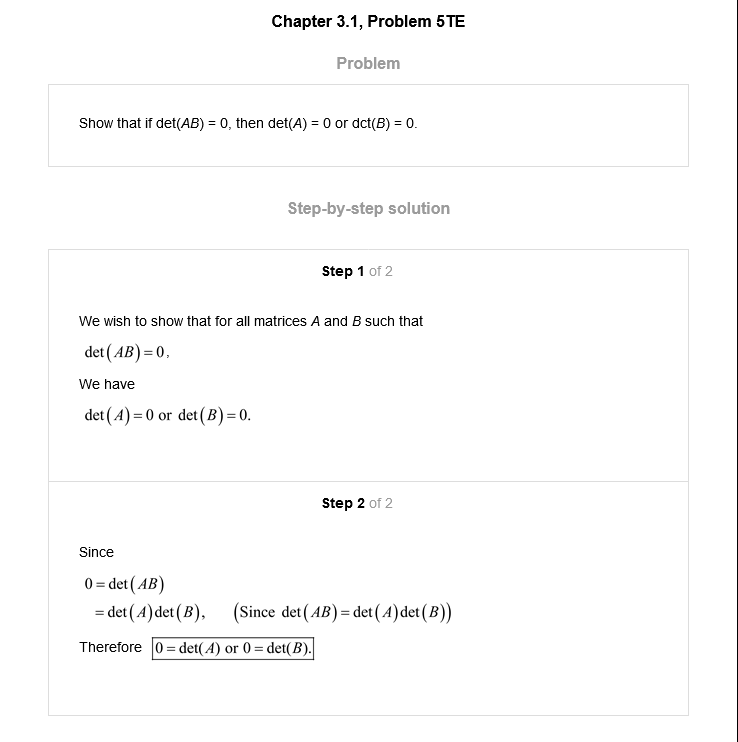 Chapter 3.1, Problem 5TE
Problem
Show that if det(AB) = 0, then det(A) = 0 or dct(B) = 0.
Step-by-step solution
Step 1 of 2
We wish to show that for all matrices A and B such that
det(AB)=0,
We have
det(A)=0 or det(B)=0.
Step 2 of 2
Since
0=det(AB)
=det(A)det(B), (Since det(AB)=det(A)det(B))
Therefore 0=det(A) or 0=det(B).